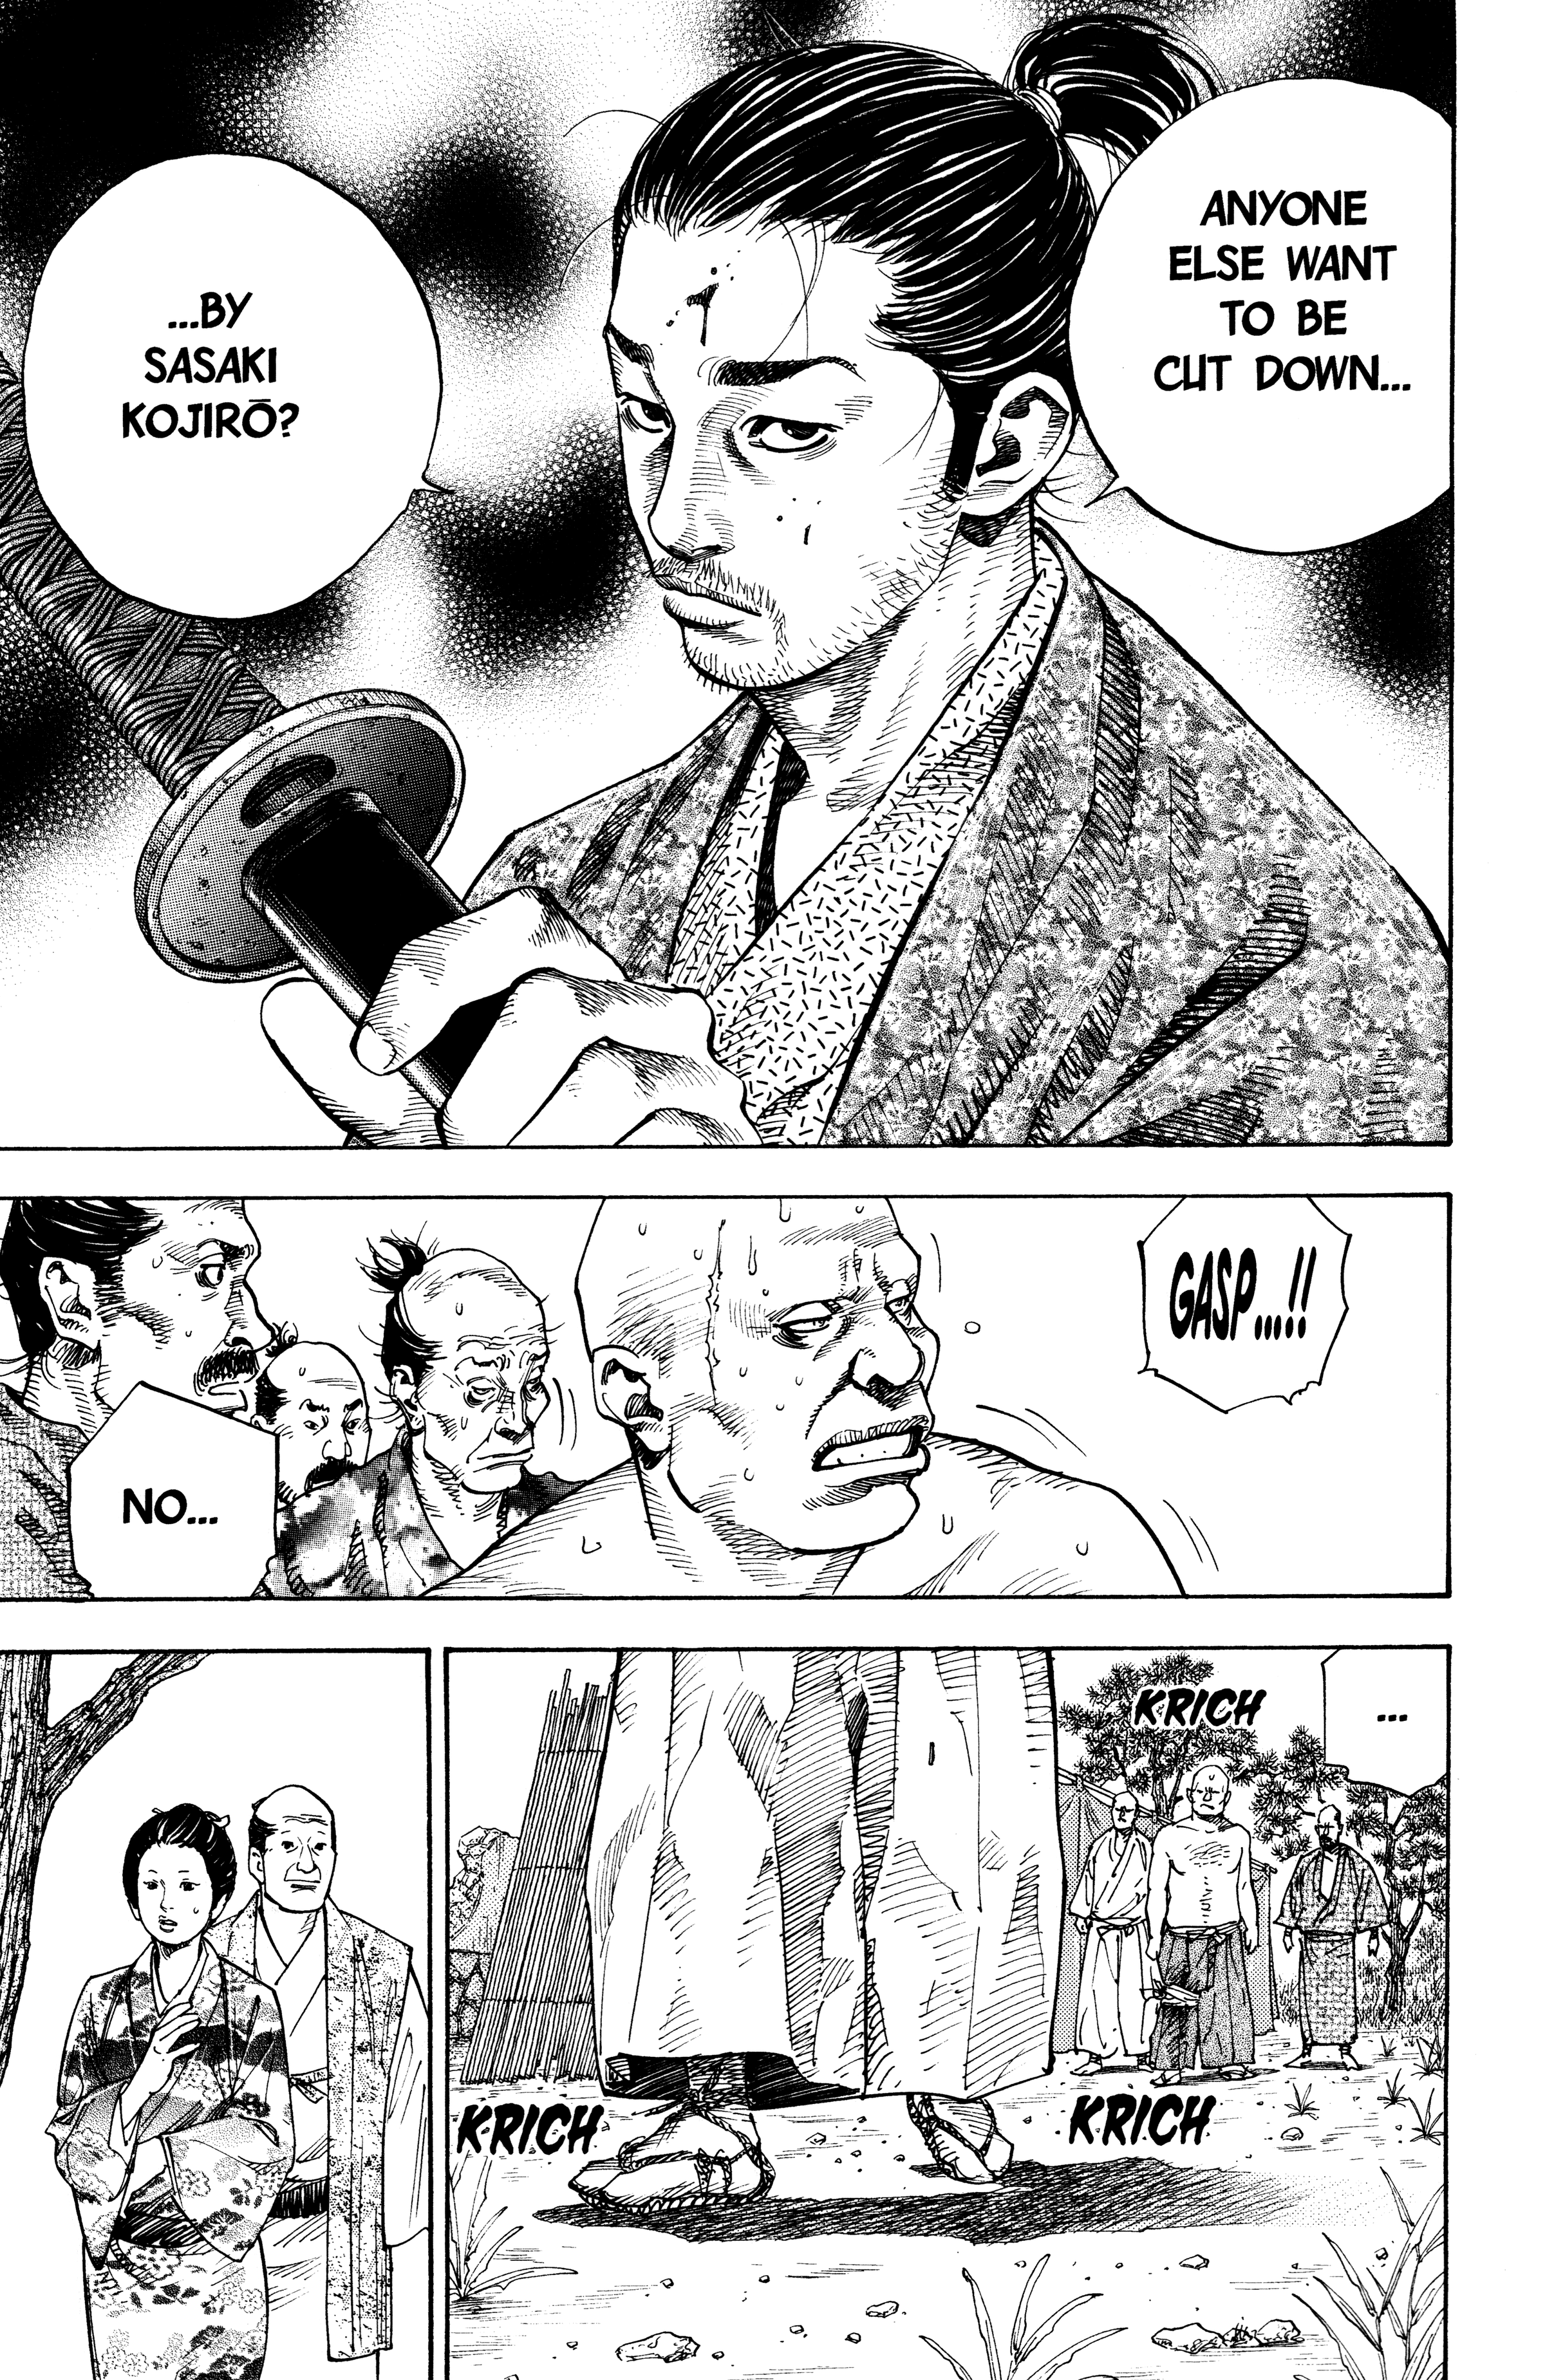 ANYONE
ELSE WANT
TO BE
CUT DOWN...
...BY
SASAKI
KOJIRŌ?
GASP.....!!
NO...
...
KRICH
KRICH
KRICH